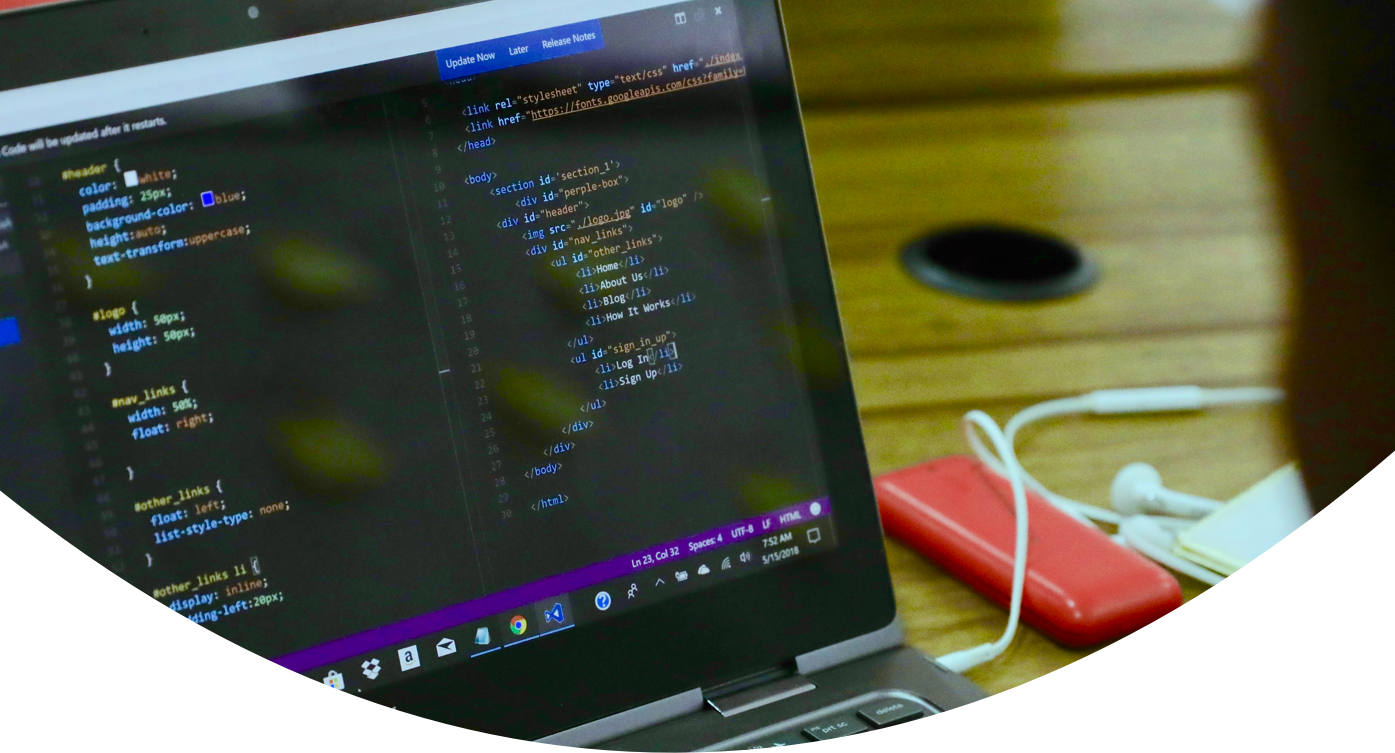 Update Now Later Release Notes
Code will be updated after it restarts.
#header {
color: white;
padding: 25px;
background-color: blue;
height:auto;
text-transform:uppercase;
}
#logo {
width: 50px;
height: 50px;
}
#nav_links {
width: 50%;
float: right;
}
#other_links {
float: left;
list-style-type: none;
}
#other_links li {
display: inline;
dding-left:20px;
<link rel="stylesheet" type="text/css" href="./index
<link href="https://fonts.googleapis.com/css?family=
</head>
<body>
<section id='section_1'>
<div id="perple-box">
<div id="header">
<img src="./logo.jpg" id="logo" />
<div id="nav_links">
<ul id="other_links">
<li>Home</li>
<li>About Us</li>
<li>Blog</li>
<li>How It Works</li>
</ul>
<ul id="sign_in_up">
<li>Log In</li>
<li>Sign Up</li>
</ul>
</div>
</div>
</body>
</html>
Ln 23, Col 32 Spaces: 4 UTF-8 LF HTML
7:52 AM
5/15/2018
prt sc
delete